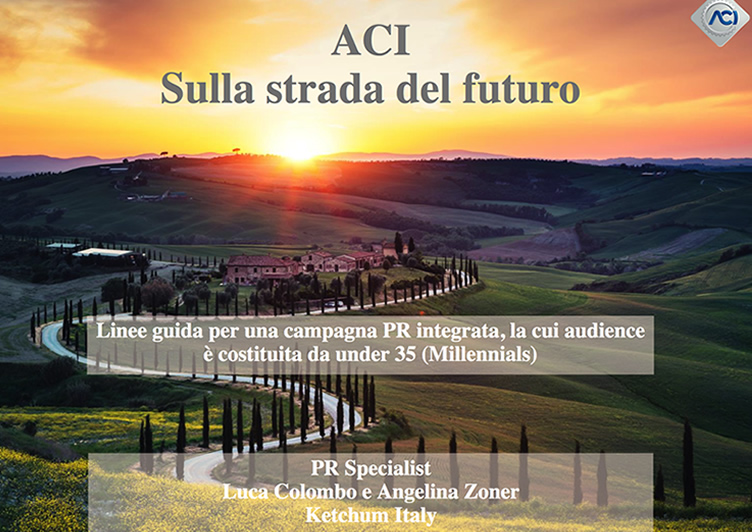 ACI
ACI
Sulla strada del futuro
Linee guida per una campagna PR integrata, la cui audience
è costituita da under 35 (Millennials)
PR Specialist
Luca Colombo e Angelina Zoner
Ketchum Italy